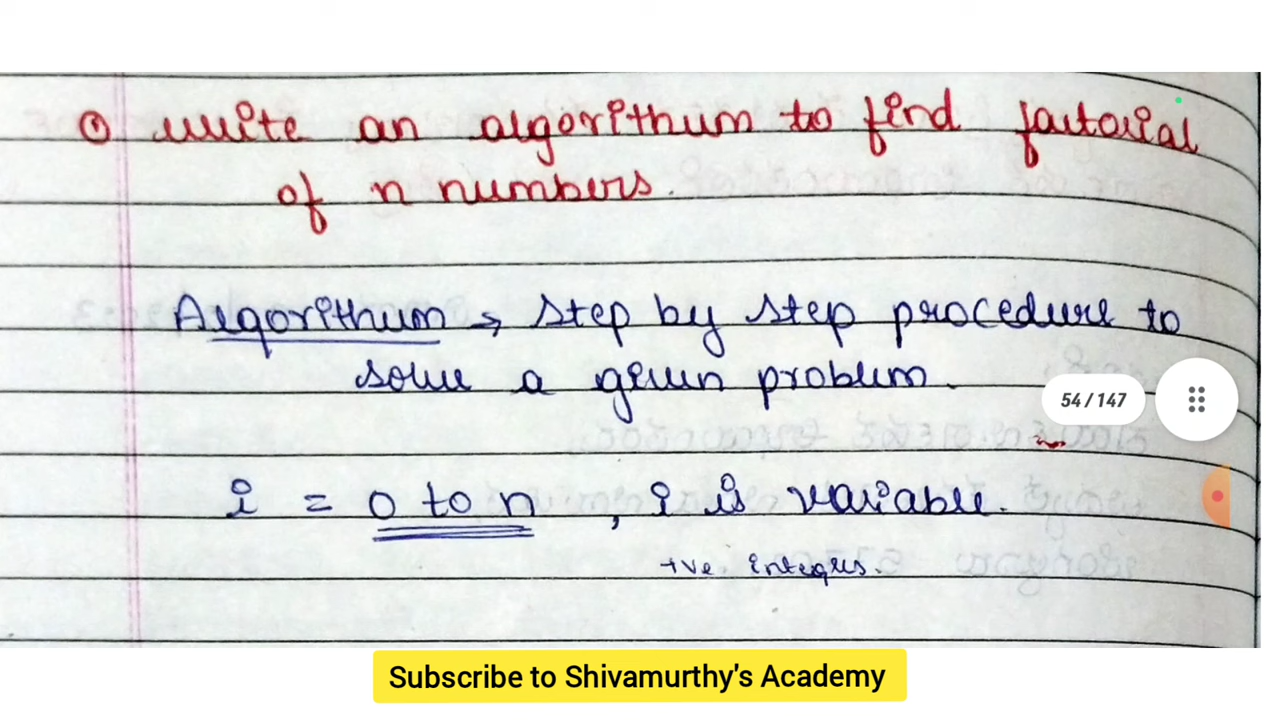 ① write an algorithum to find factorial
of n numbers.
Algorithum → step by step procedure to
solve a given problem.
54 / 147
i = 0 to n , i is variable.
+ve integers.
Subscribe to Shivamurthy's Academy